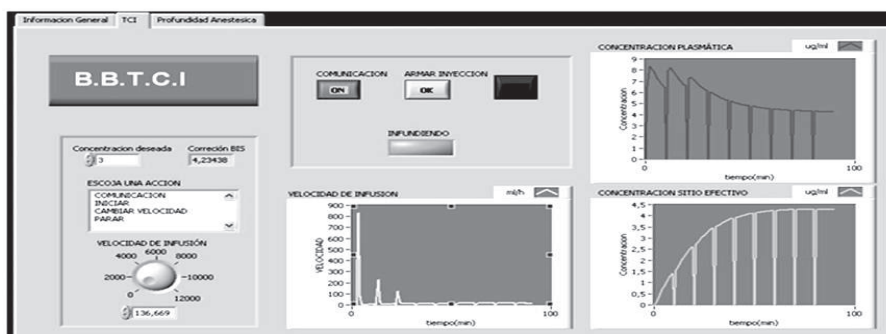 Informacion General TCI Profundidad Anestesica
B.B.T.C.I
Concentracion deseada Correción BIS
3 4,23438
ESCOJA UNA ACCION
COMUNICACION
INICIAR
CAMBIAR VELOCIDAD
PARAR
VELOCIDAD DE INFUSIÓN
0 2000 4000 6000 8000 10000 12000
136,669
COMUNICACION ARMAR INYECCION
ON OK
INFUNDIENDO
VELOCIDAD DE INFUSION ml/h
VELOCIDAD
900
800
700
600
500
400
300
200
100
0
0 100
tiempo(min)
CONCENTRACION PLASMÁTICA ug/ml
Concentracion
9
8
7
6
5
4
3
2
1
0
0 100
tiempo(min)
CONCENTRACION SITIO EFECTIVO ug/ml
Concentracion
4,5
4
3,5
3
2,5
2
1,5
1
0,5
0
0 100
tiempo(min)